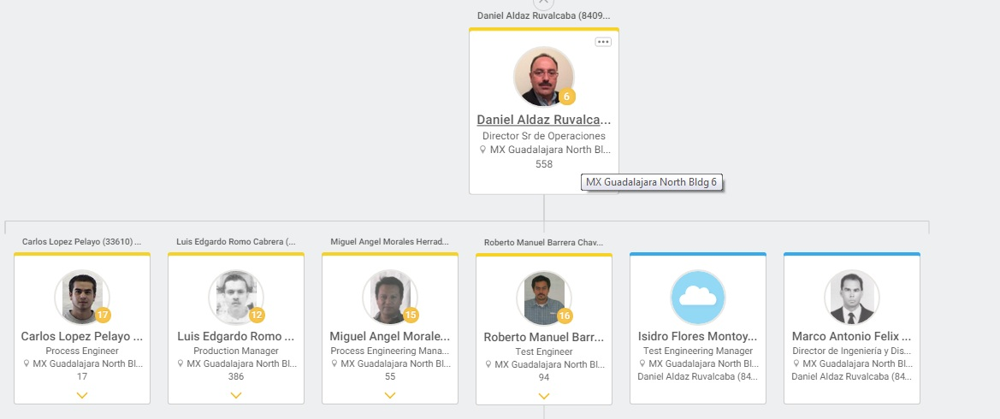 Daniel Aldaz Ruvalcaba (8409...
6
Daniel Aldaz Ruvalca...
Director Sr de Operaciones
MX Guadalajara North Bl...
558
MX Guadalajara North Bldg 6
Carlos Lopez Pelayo (33610) ...
17
Carlos Lopez Pelayo ...
Process Engineer
MX Guadalajara North Bl...
17
Luis Edgardo Romo Cabrera (...
12
Luis Edgardo Romo ...
Production Manager
MX Guadalajara North Bl...
386
Miguel Angel Morales Herrad...
15
Miguel Angel Morale...
Process Engineering Mana...
MX Guadalajara North Bl...
55
Roberto Manuel Barrera Chav...
16
Roberto Manuel Barr...
Test Engineer
MX Guadalajara North Bl...
94
Isidro Flores Montoy...
Test Engineering Manager
MX Guadalajara North Bl...
Daniel Aldaz Ruvalcaba (84...
Marco Antonio Felix ...
Director de Ingeniería y Dis...
MX Guadalajara North Bl...
Daniel Aldaz Ruvalcaba (84...